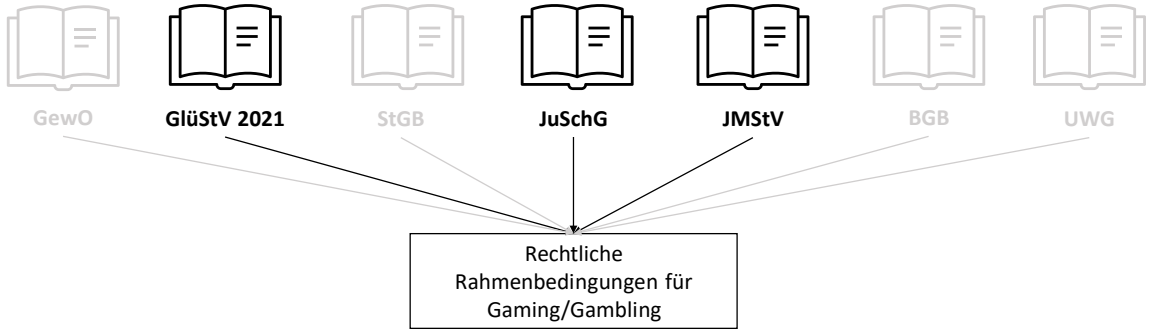 GewO
GlüStV 2021
StGB
JuSchG
JMStV
BGB
UWG
Rechtliche
Rahmenbedingungen für
Gaming/Gambling